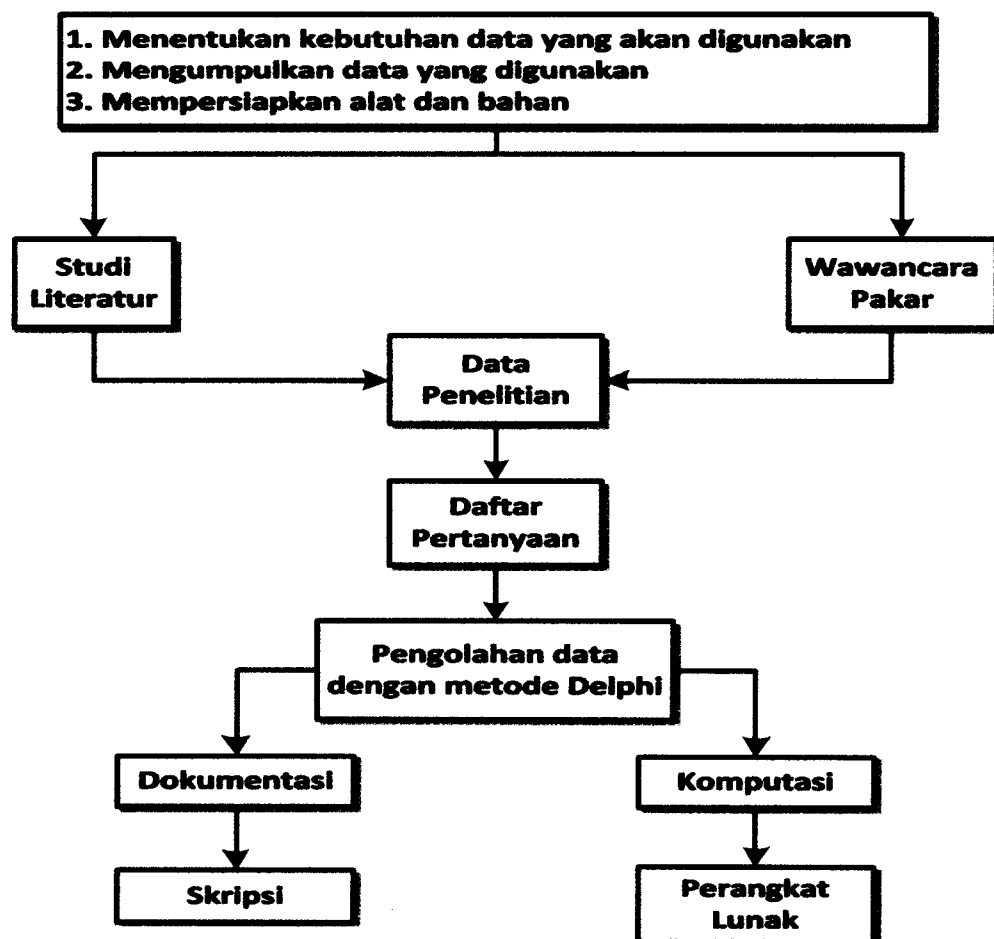 1. Menentukan kebutuhan data yang akan digunakan
2. Mengumpulkan data yang digunakan
3. Mempersiapkan alat dan bahan
Studi
Literatur
Wawancara
Pakar
Data
Penelitian
Daftar
Pertanyaan
Pengolahan data
dengan metode Delphi
Dokumentasi
Komputasi
Skripsi
Perangkat
Lunak